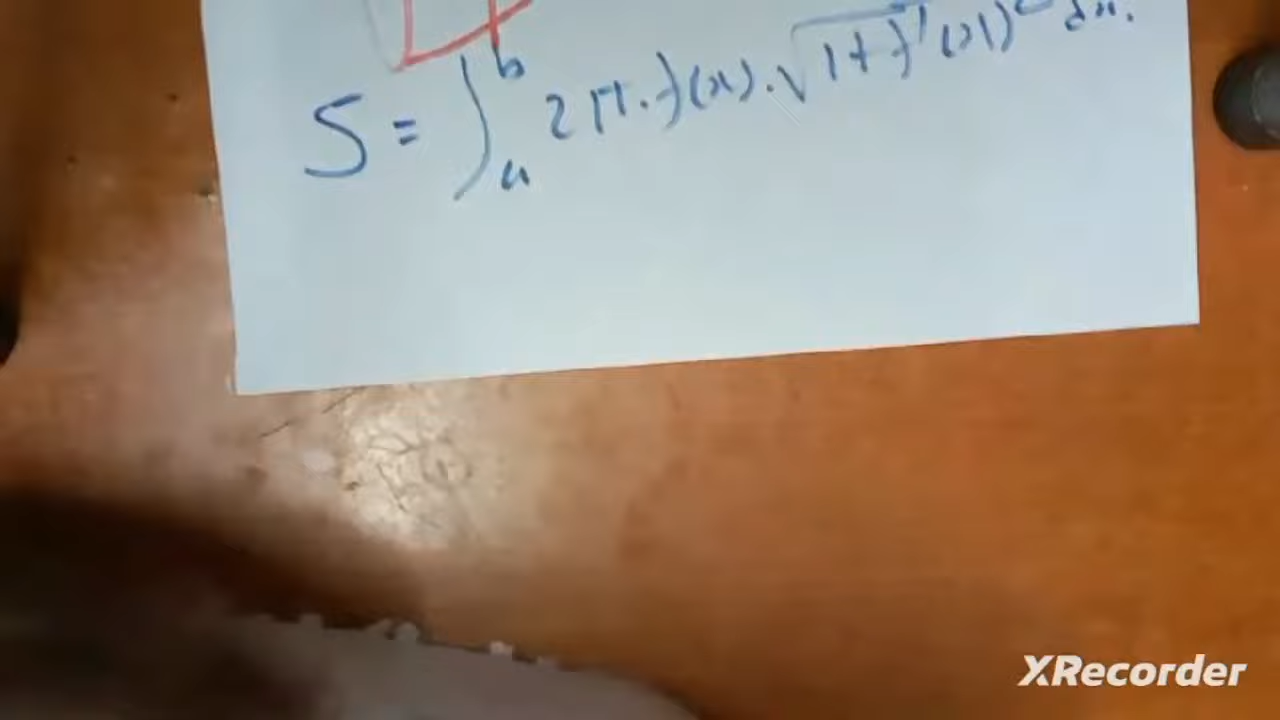 S = ∫ₐᵇ 2π · f(x) · √(1 + f'(x)²) dx.
XRecorder